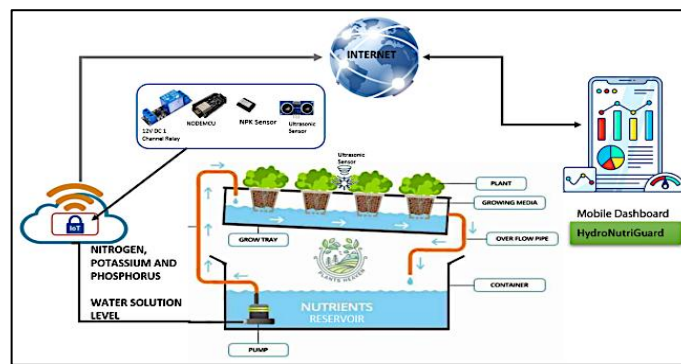 INTERNET
12V DC 1
Channel Relay
NODEMCU
NPK Sensor
Ultrasonic
Sensor
Ultrasonic
Sensor
PLANT
GROWING MEDIA
Mobile Dashboard
HydroNutriGuard
IoT
GROW TRAY
OVER FLOW PIPE
NITROGEN,
POTASSIUM AND
PHOSPHORUS
PLANTS HEAVEN
CONTAINER
WATER SOLUTION
LEVEL
NUTRIENTS
RESERVOIR
PUMP